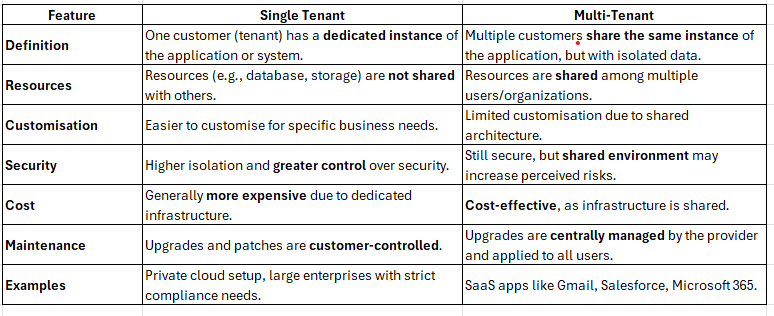 Feature Single Tenant Multi-Tenant
Definition
One customer (tenant) has a dedicated instance of
the application or system.
Multiple customers share the same instance of
the application, but with isolated data.
Resources
Resources (e.g., database, storage) are not shared
with others.
Resources are shared among multiple
users/organizations.
Customisation
Easier to customise for specific business needs.
Limited customisation due to shared
architecture.
Security
Higher isolation and greater control over security.
Still secure, but shared environment may
increase perceived risks.
Cost
Generally more expensive due to dedicated
infrastructure.
Cost-effective, as infrastructure is shared.
Maintenance
Upgrades and patches are customer-controlled.
Upgrades are centrally managed by the provider
and applied to all users.
Examples
Private cloud setup, large enterprises with strict
compliance needs.
SaaS apps like Gmail, Salesforce, Microsoft 365.